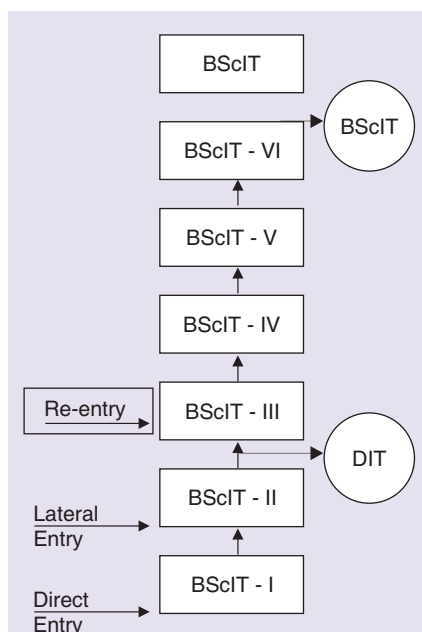 BScIT
BScIT
BScIT - VI
BScIT - V
BScIT - IV
Re-entry
BScIT - III
DIT
BScIT - II
Lateral
Entry
BScIT - I
Direct
Entry